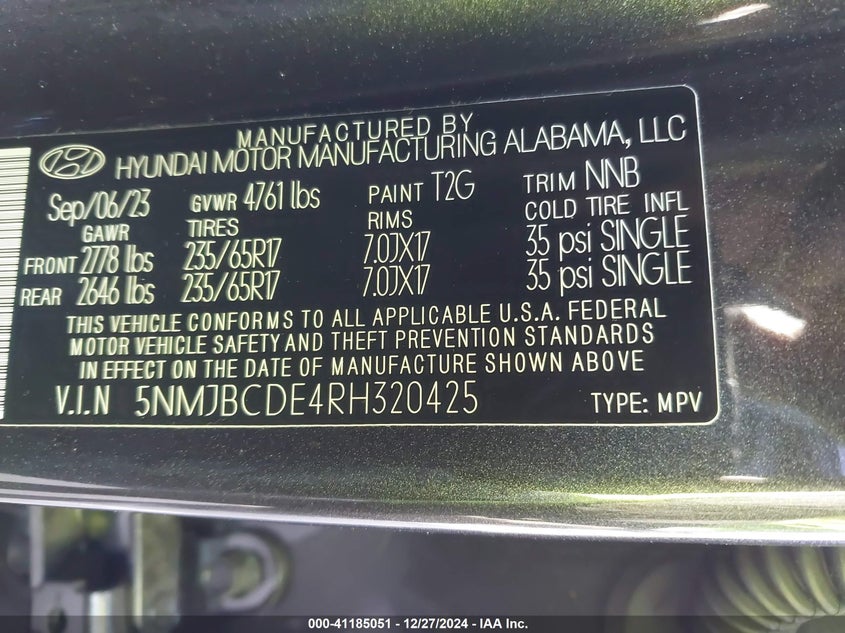 MANUFACTURED BY
HYUNDAI MOTOR MANUFACTURING ALABAMA, LLC
Sep/06/23 GVWR 4761 lbs PAINT T2G TRIM NNB
GAWR TIRES RIMS COLD TIRE INFL
FRONT 2778 lbs 235/65R17 7.0JX17 35 psi SINGLE
REAR 2646 lbs 235/65R17 7.0JX17 35 psi SINGLE
THIS VEHICLE CONFORMS TO ALL APPLICABLE U.S.A. FEDERAL
MOTOR VEHICLE SAFETY AND THEFT PREVENTION STANDARDS
IN EFFECT ON THE DATE OF MANUFACTURE SHOWN ABOVE
V.I.N 5NMJBCDE4RH320425 TYPE: MPV
000-41185051 - 12/27/2024 - IAA Inc.